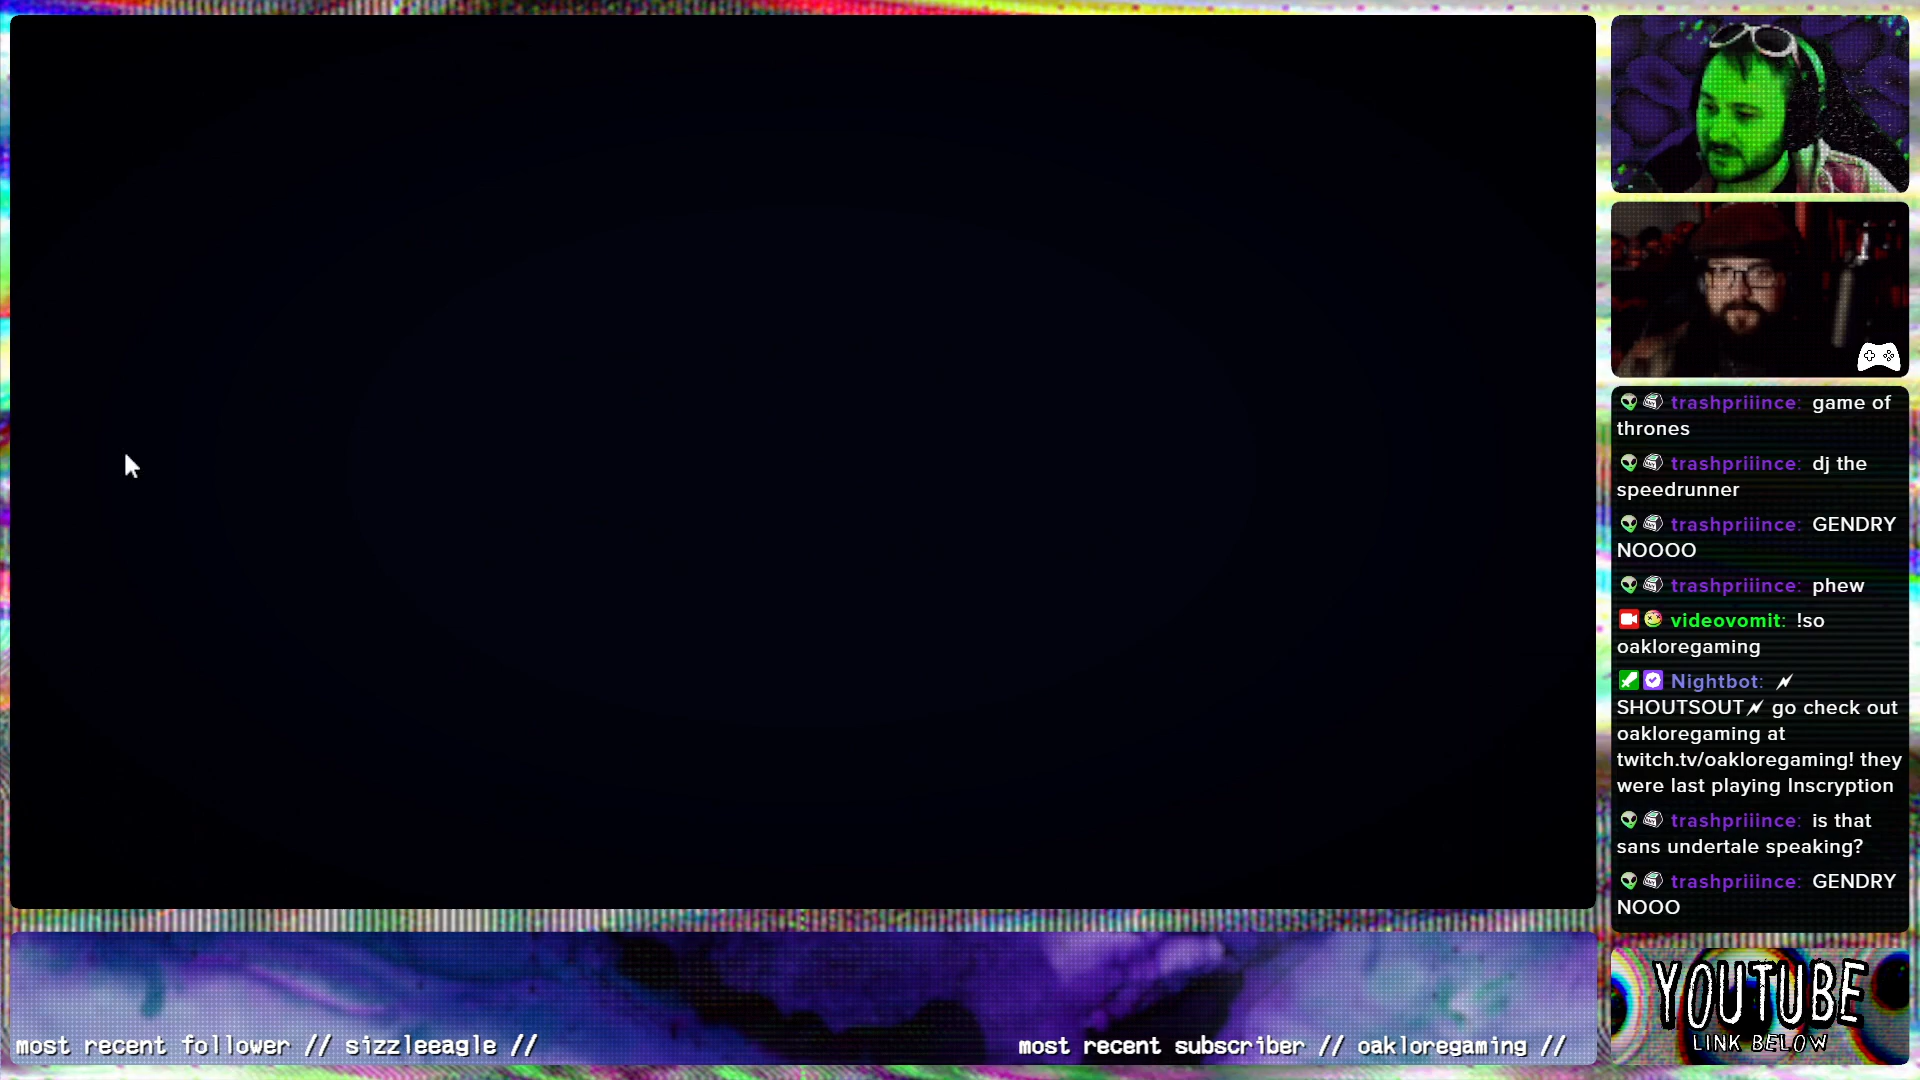 trashpriiince: game of
thrones
trashpriiince: dj the
speedrunner
trashpriiince: GENDRY
NOOOO
trashpriiince: phew
videovomit: !so
oakloregaming
Nightbot:
SHOUTSOUT go check out
oakloregaming at
twitch.tv/oakloregaming! they
were last playing Inscryption
trashpriiince: is that
sans undertale speaking?
trashpriiince: GENDRY
NOOO
YOUTUBE
LINK BELOW
most recent follower // sizzleeagle //
most recent subscriber // oakloregaming //